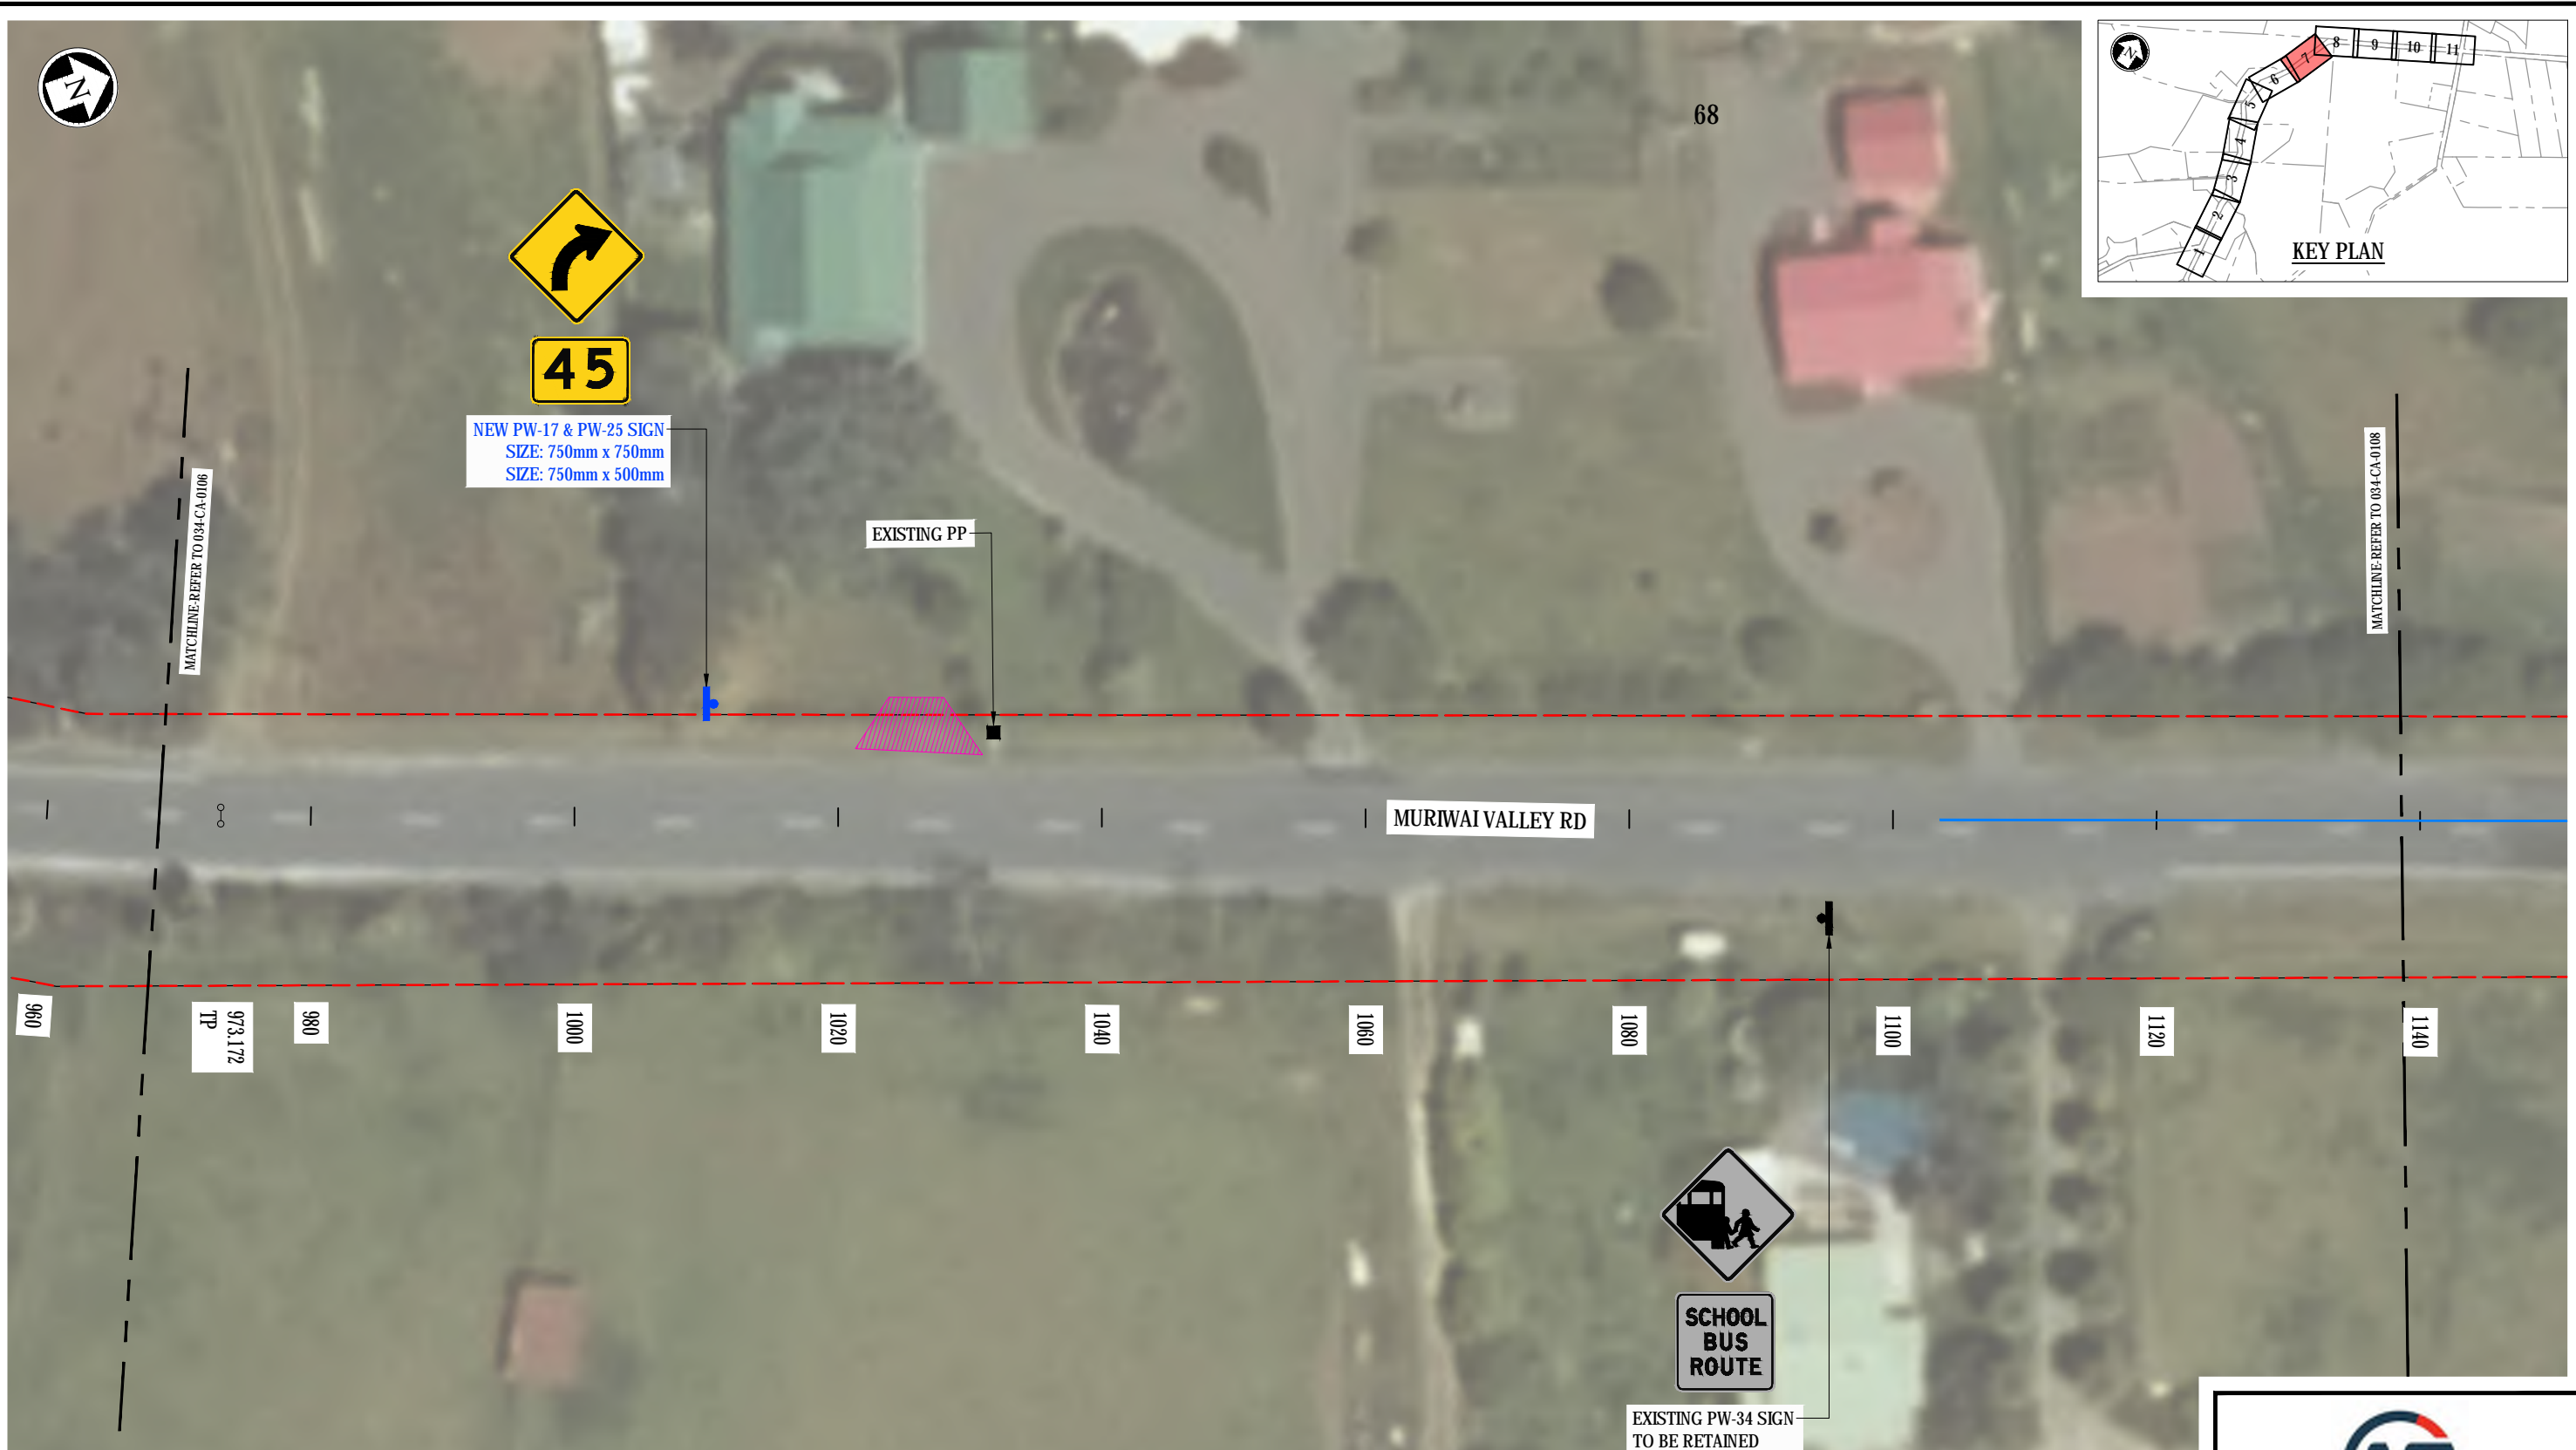 N
68
N
1
2
3
4
5
6
7
8
9
10
11
KEY PLAN
45
NEW PW-17 & PW-25 SIGN
SIZE: 750mm x 750mm
SIZE: 750mm x 500mm
MATCHLINE-REFER TO 034-CA-0106
EXISTING PP
MATCHLINE-REFER TO 034-CA-0108
MURIWAI VALLEY RD
960
973.172
TP
980
1000
1020
1040
1060
1080
1100
1120
1140
SCHOOL
BUS
ROUTE
EXISTING PW-34 SIGN
TO BE RETAINED